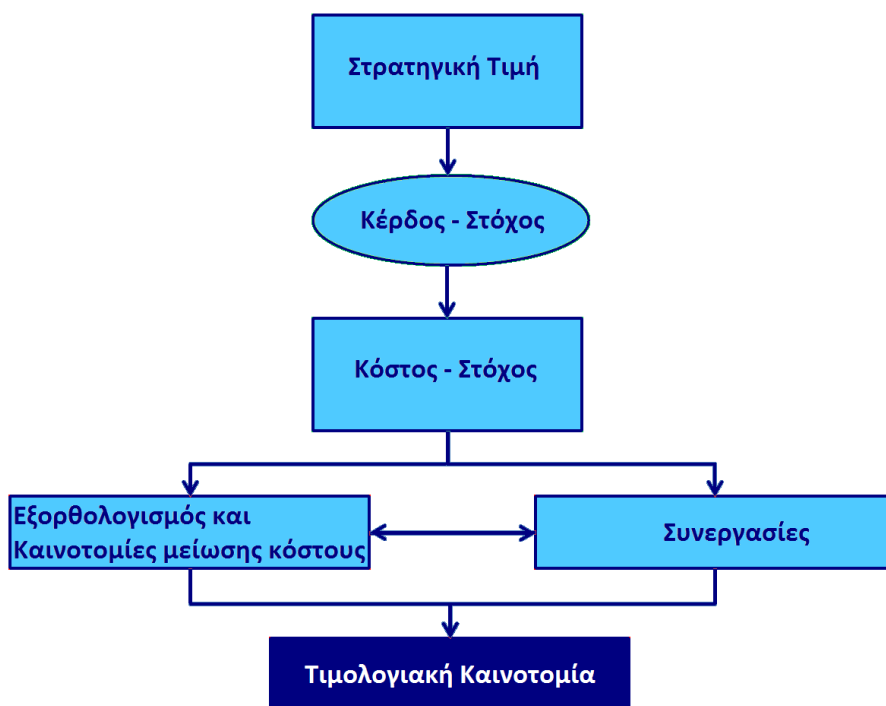 Στρατηγική Τιμή
Κέρδος - Στόχος
Κόστος - Στόχος
Εξορθολογισμός και
Καινοτομίες μείωσης κόστους
Συνεργασίες
Τιμολογιακή Καινοτομία